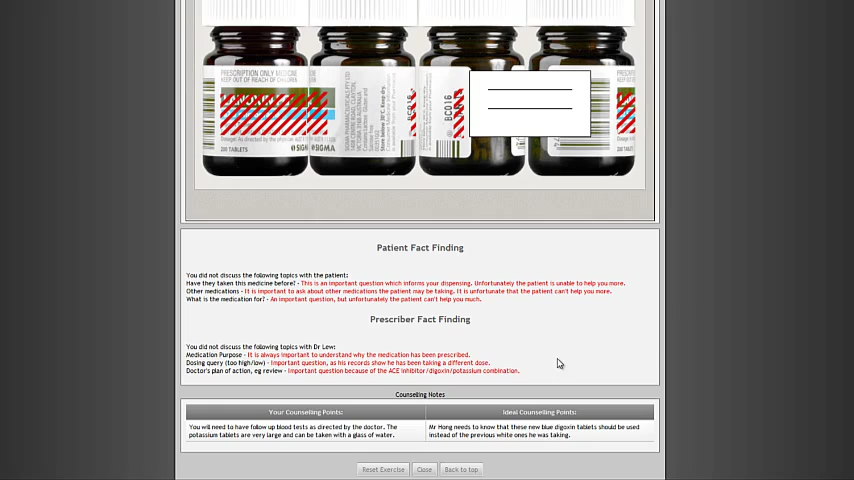 PRESCRIPTION ONLY MEDICINE
KEEP OUT OF REACH OF CHILDREN
200 TABLETS
SIGMA
BC016
BC016
Patient Fact Finding
You did not discuss the following topics with the patient:
Have they taken this medicine before? - This is an important question which informs your dispensing. Unfortunately the patient is unable to help you more.
Other medications - It is important to ask about other medications the patient may be taking. It is unfortunate that the patient can't help you more.
What is the medication for? - An important question, but unfortunately the patient can't help you much.
Prescriber Fact Finding
You did not discuss the following topics with Dr Lew:
Medication Purpose - It is always important to understand why the medication has been prescribed.
Dosing query (too high/low) - Important question, as his records show he has been taking a different dose.
Doctor's plan of action, eg review - Important question because of the ACE inhibitor/digoxin/potassium combination.
Counselling Notes
Your Counselling Points:
You will need to have follow up blood tests as directed by the doctor. The
potassium tablets are very large and can be taken with a glass of water.
Ideal Counselling Points:
Mr Hong needs to know that these new blue digoxin tablets should be used
instead of the previous white ones he was taking.
Reset Exercise
Close
Back to top